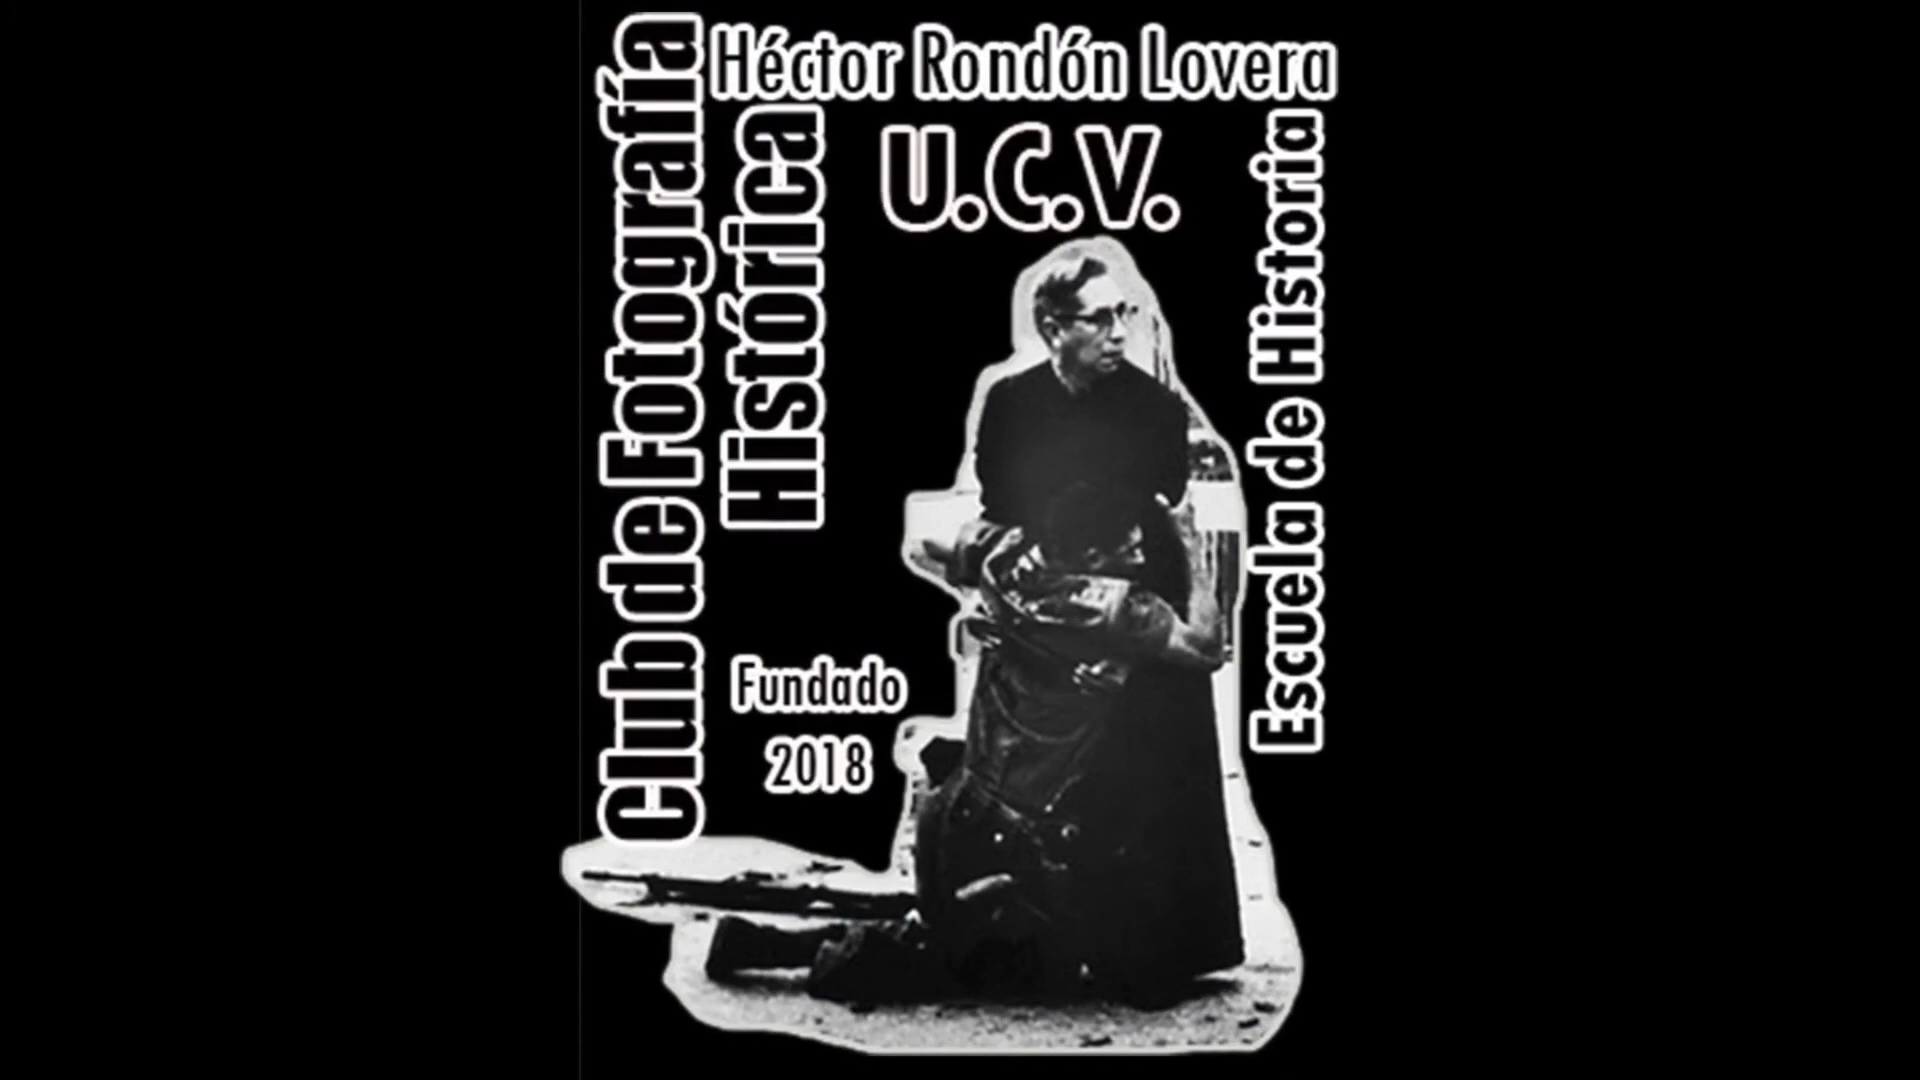 Club de Fotografía
Histórica
Héctor Rondón Lovera
U.C.V.
Escuela de Historia
Fundado
2018